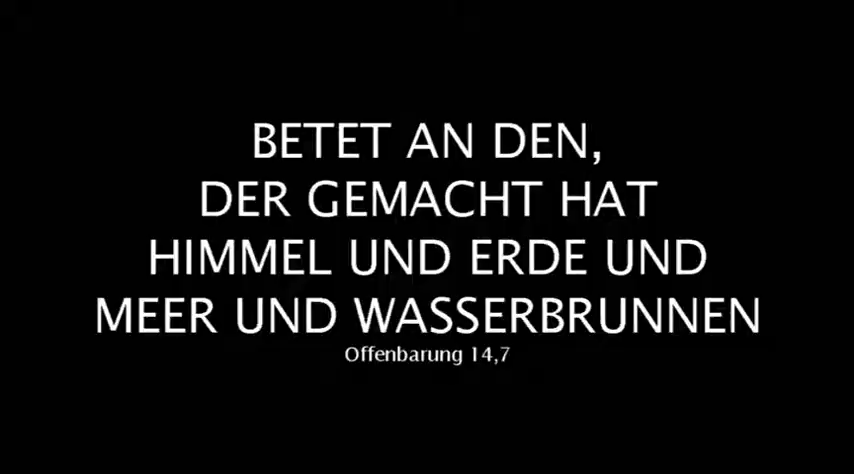 BETET AN DEN,
DER GEMACHT HAT
HIMMEL UND ERDE UND
MEER UND WASSERBRUNNEN
Offenbarung 14,7